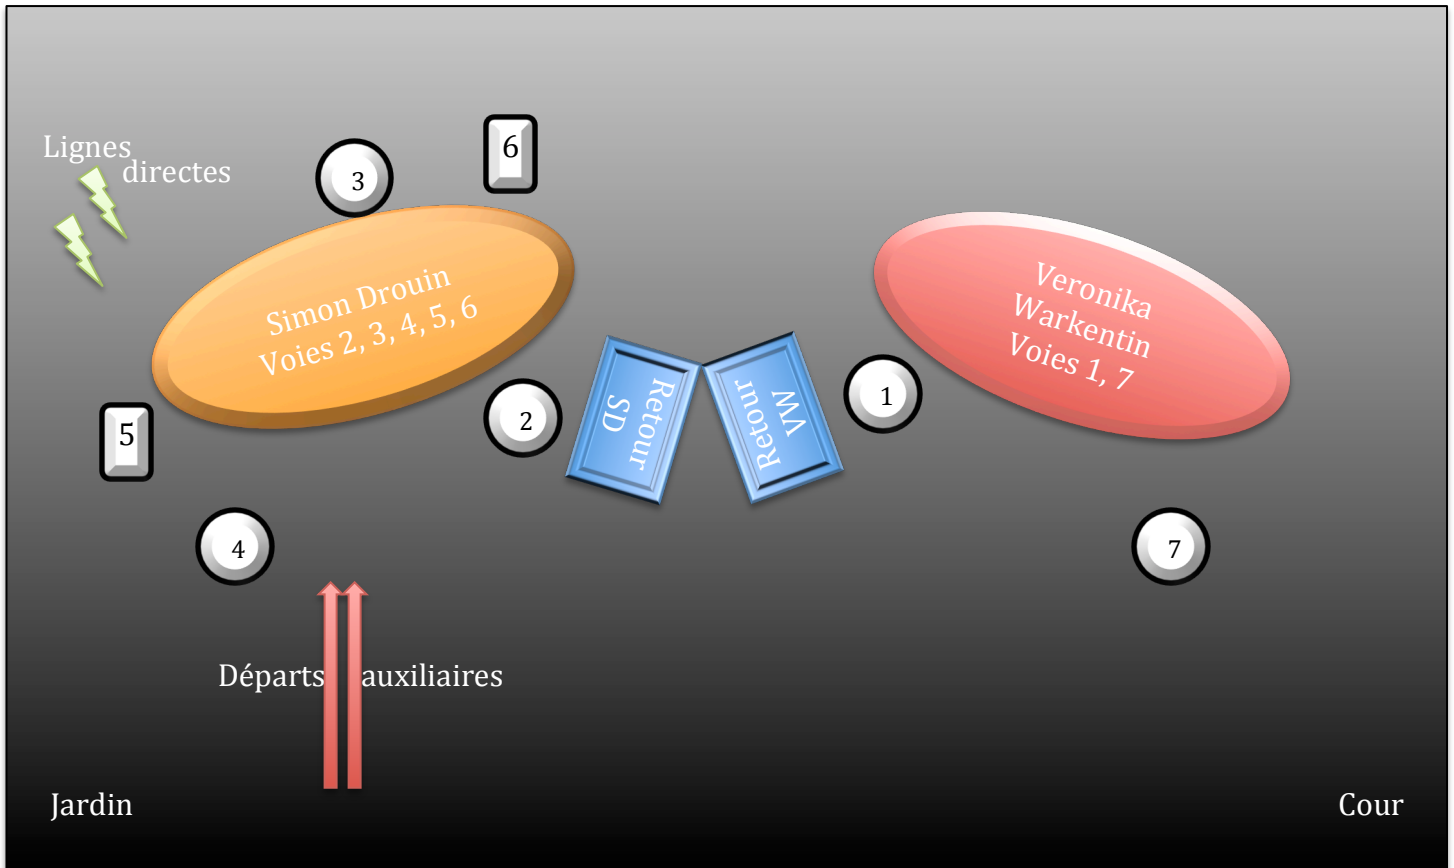 Lignes
directes
3
6
Simon Drouin
Voies 2, 3, 4, 5, 6
Veronika
Warkentin
Voies 1, 7
5
2
Retour
SD
Retour
VW
1
4
7
Départs auxiliaires
Jardin
Cour